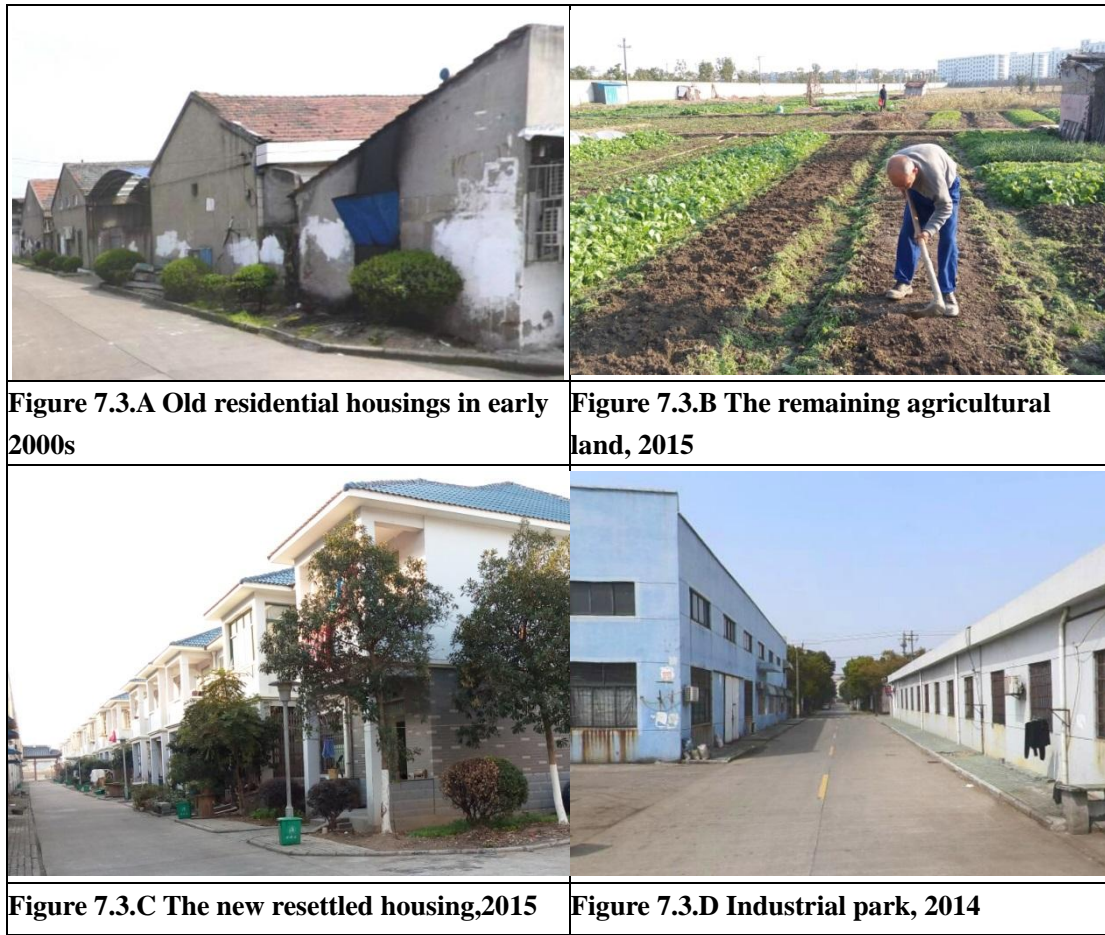 Figure 7.3.A Old residential housings in early
2000s
Figure 7.3.B The remaining agricultural
land, 2015
Figure 7.3.C The new resettled housing,2015
Figure 7.3.D Industrial park, 2014